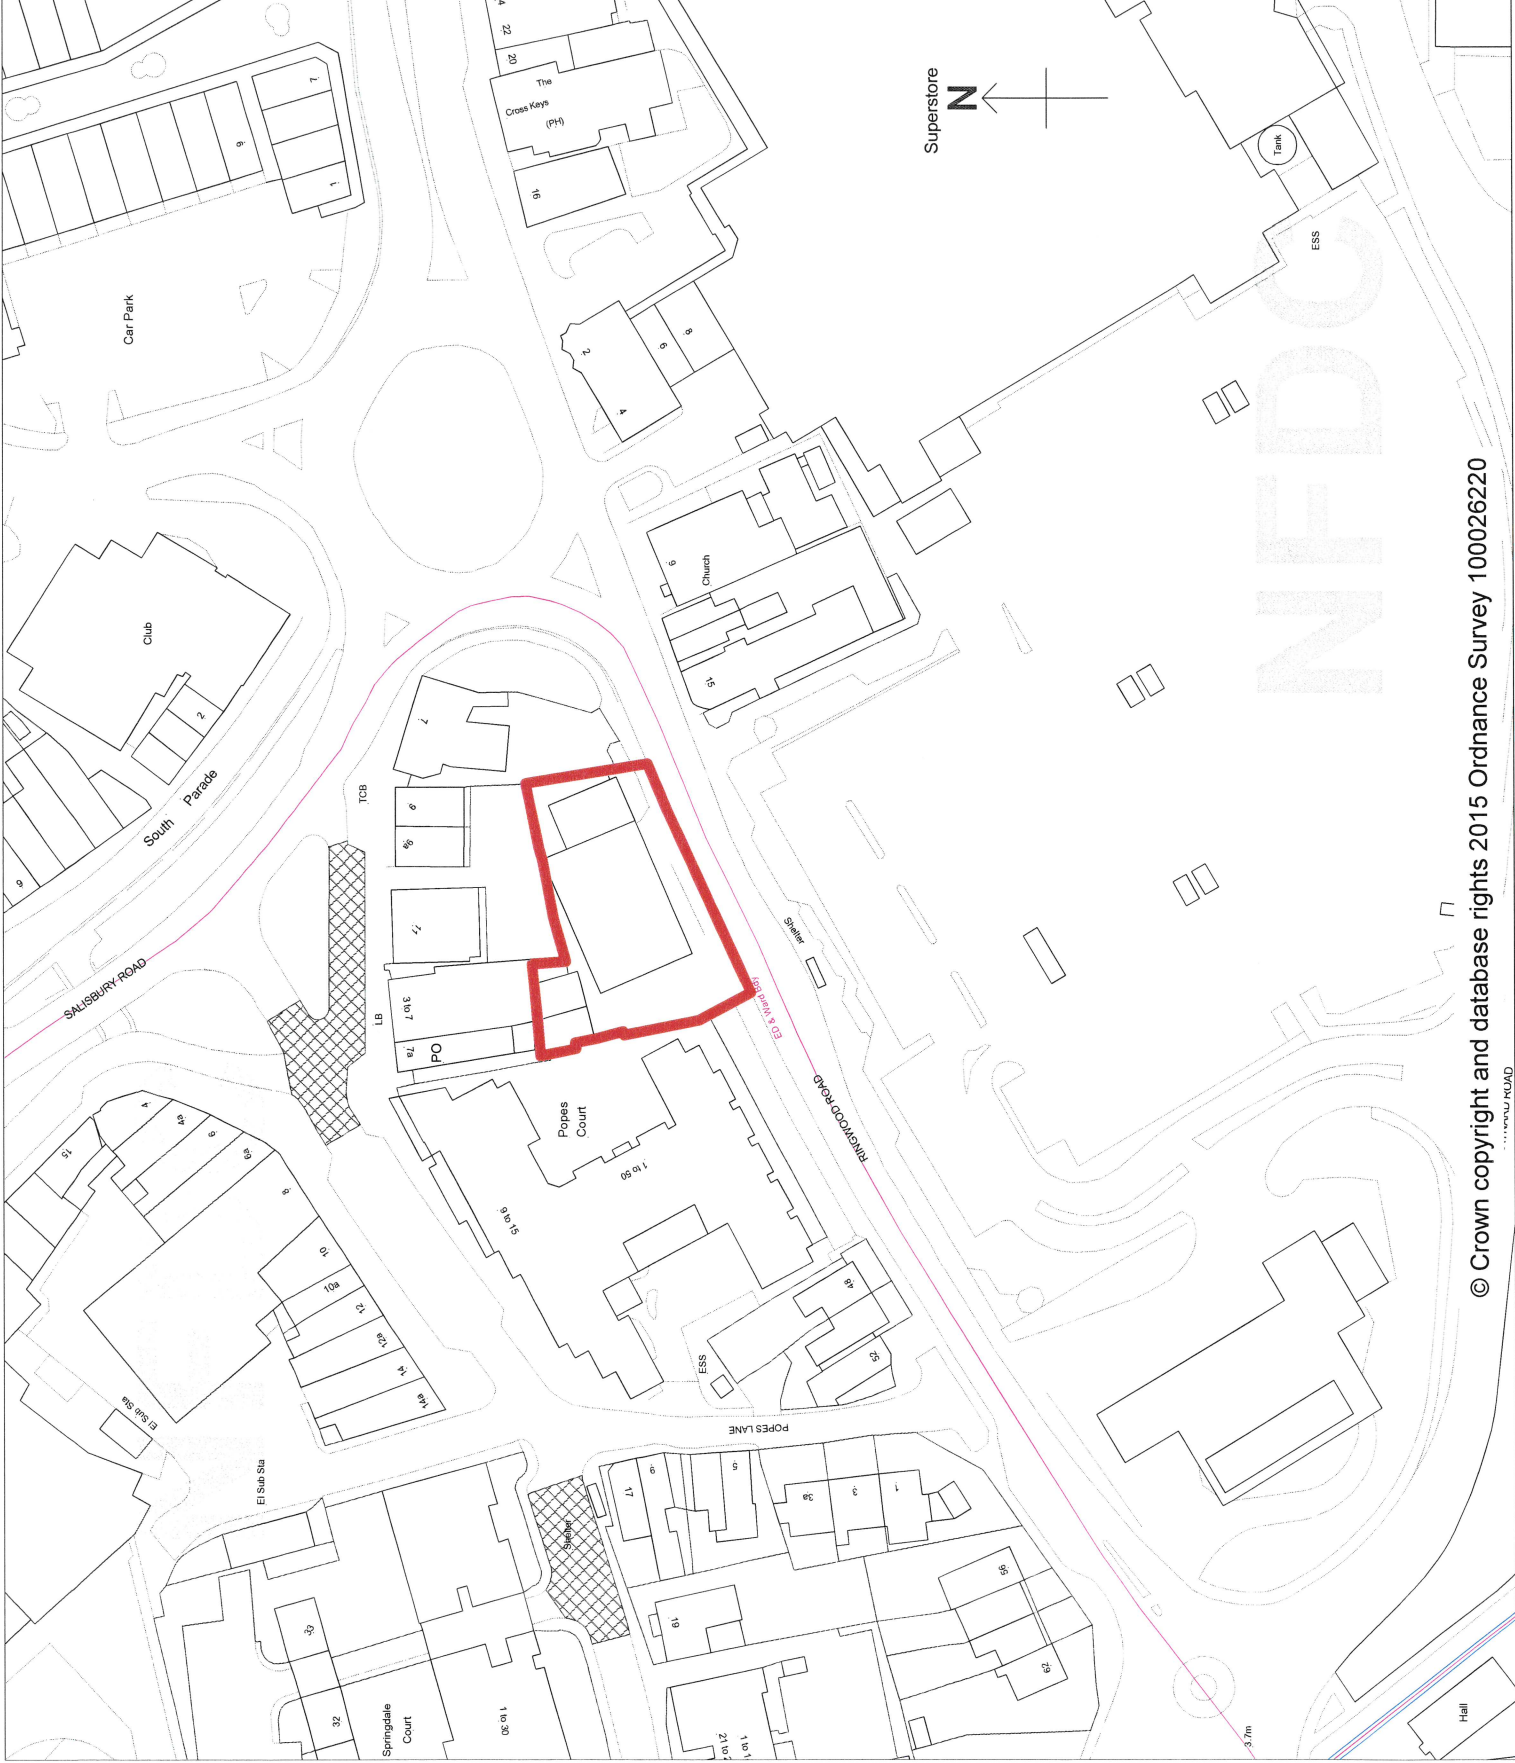 22
20
The
Cross Keys
(PH)
16
7
6
1
Car Park
Superstore
N
Tank
ESS
2
4
6
8
Club
2
South Parade
6
9
Church
15
TCB
7
9
9a
SALISBURY ROAD
LB
3 to 7
7a
PO
Shelter
ED & Ward Bdy
RINGWOOD ROAD
Popes
Court
1 to 50
6 to 15
15
4
4a
6
6a
8
10
10a
12
12a
14
14a
El Sub Sta
El Sub Sta
ESS
48
52
POPES LANE
Shelter
17
9
5
3a
3
1
19
56
62
33
32
Springdale
Court
1 to 30
3.7m
Hall
NFDC
© Crown copyright and database rights 2015 Ordnance Survey 100026220
ROAD